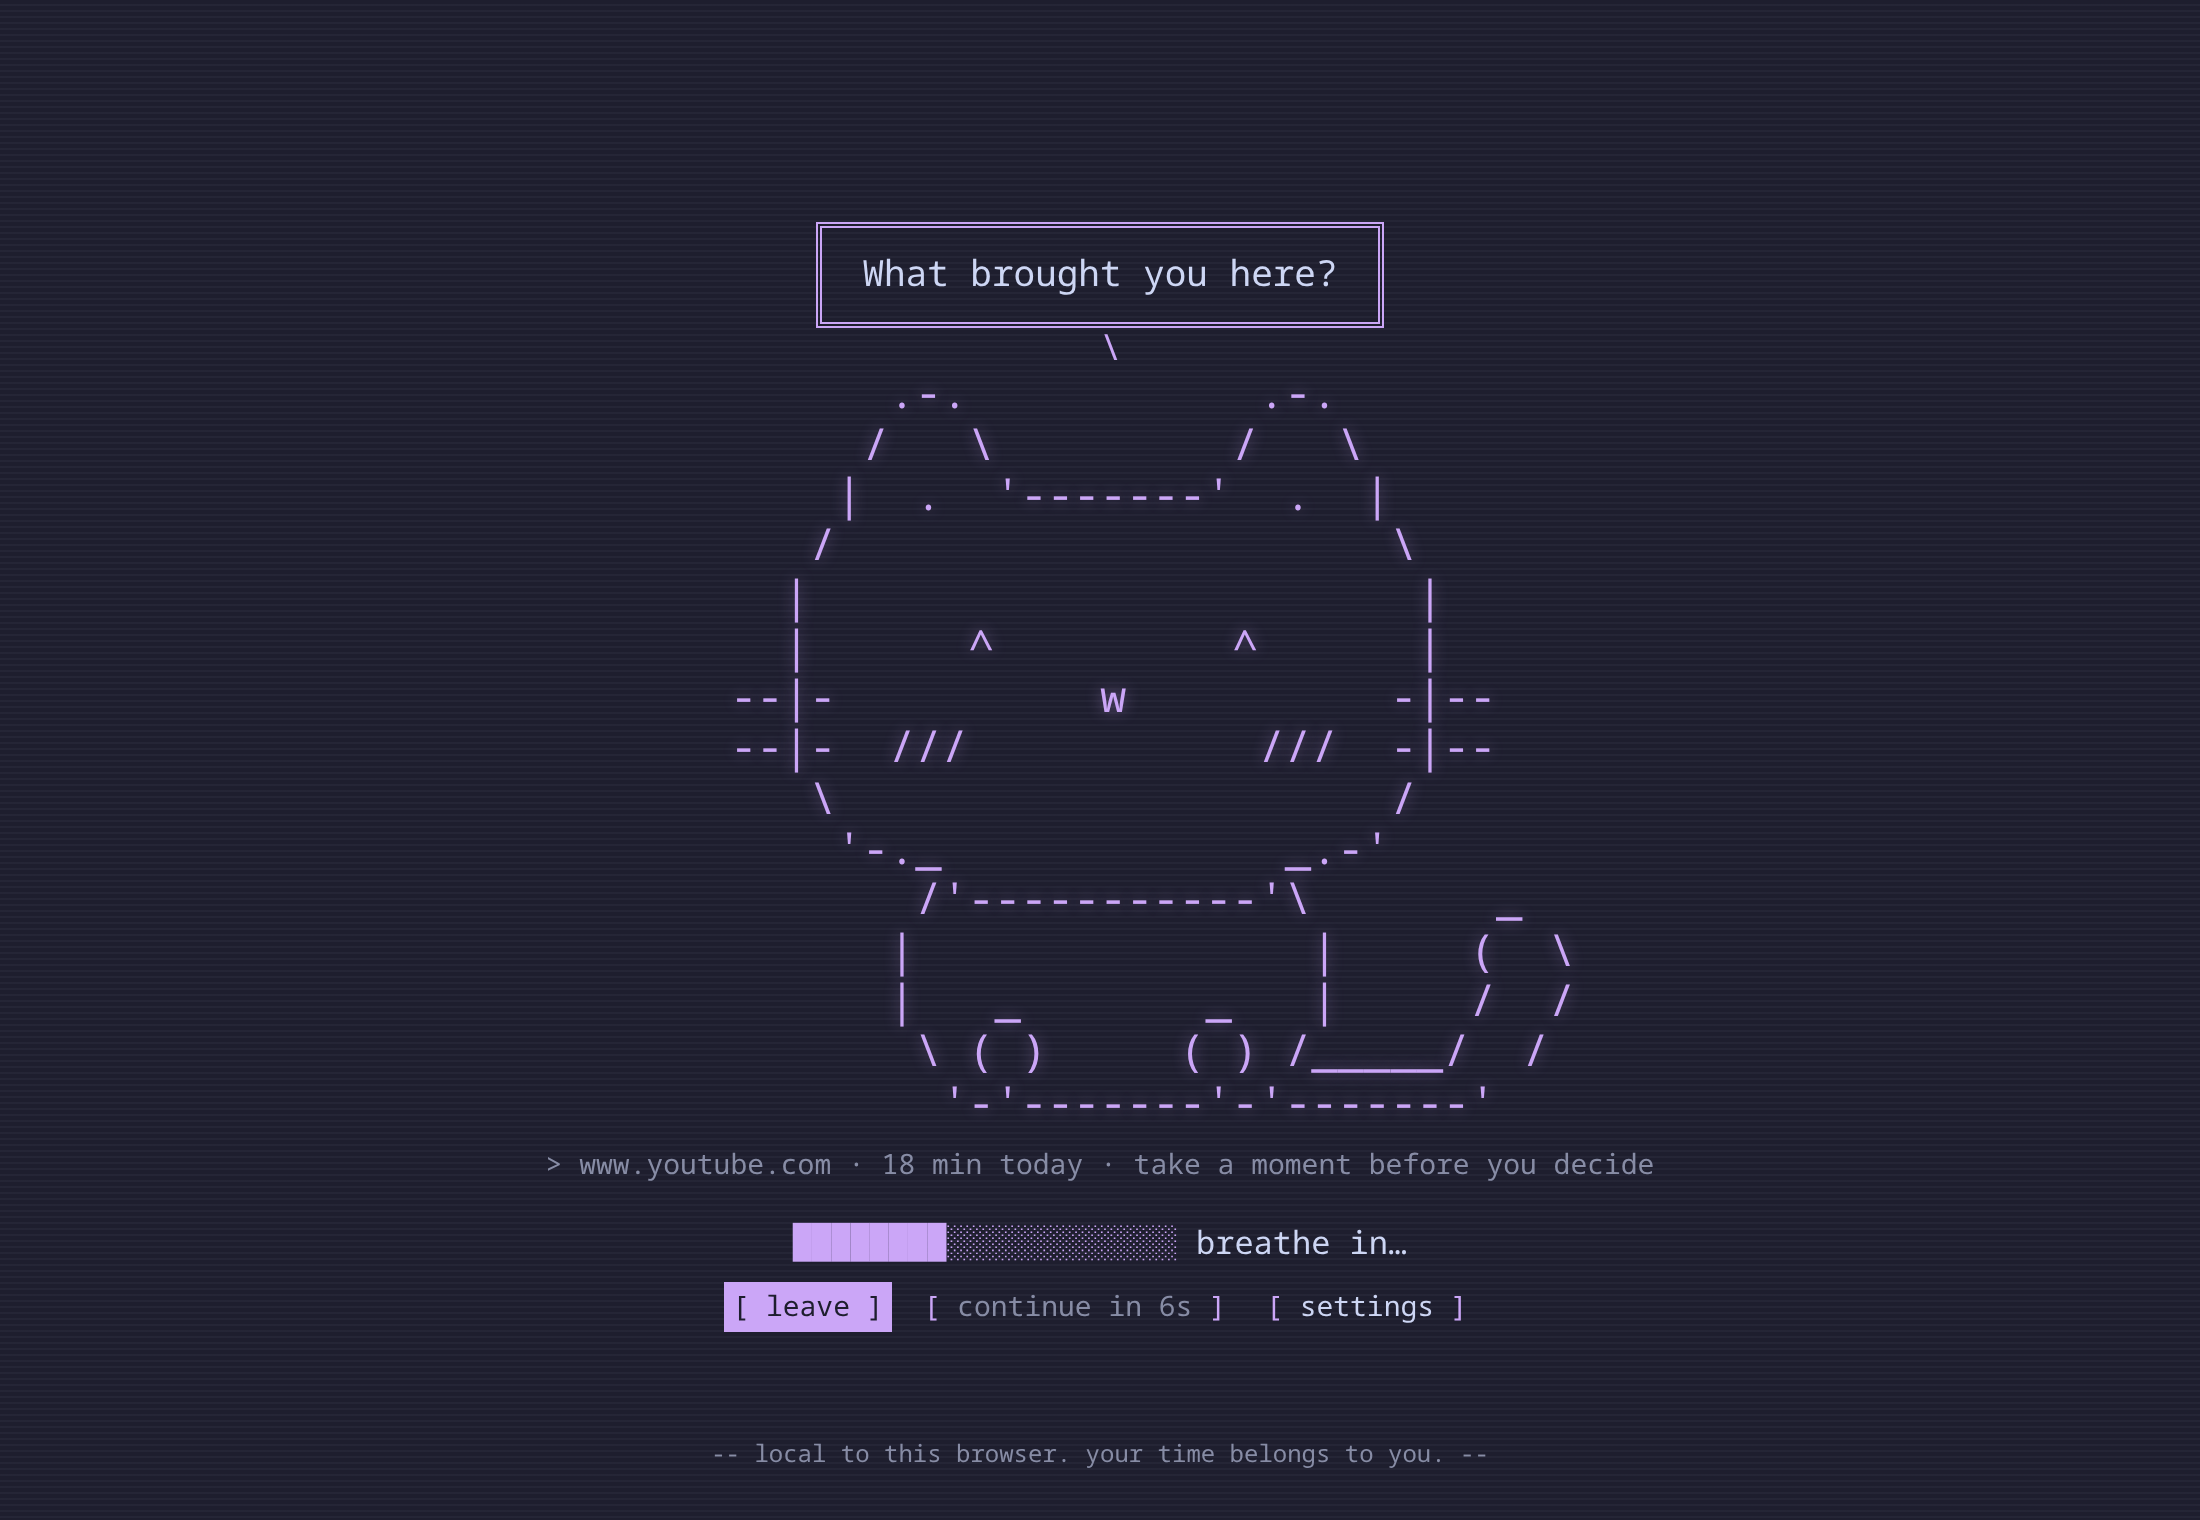 What brought you here?
> www.youtube.com · 18 min today · take a moment before you decide
breathe in…
[ leave ] [ continue in 6s ] [ settings ]
-- local to this browser. your time belongs to you. --